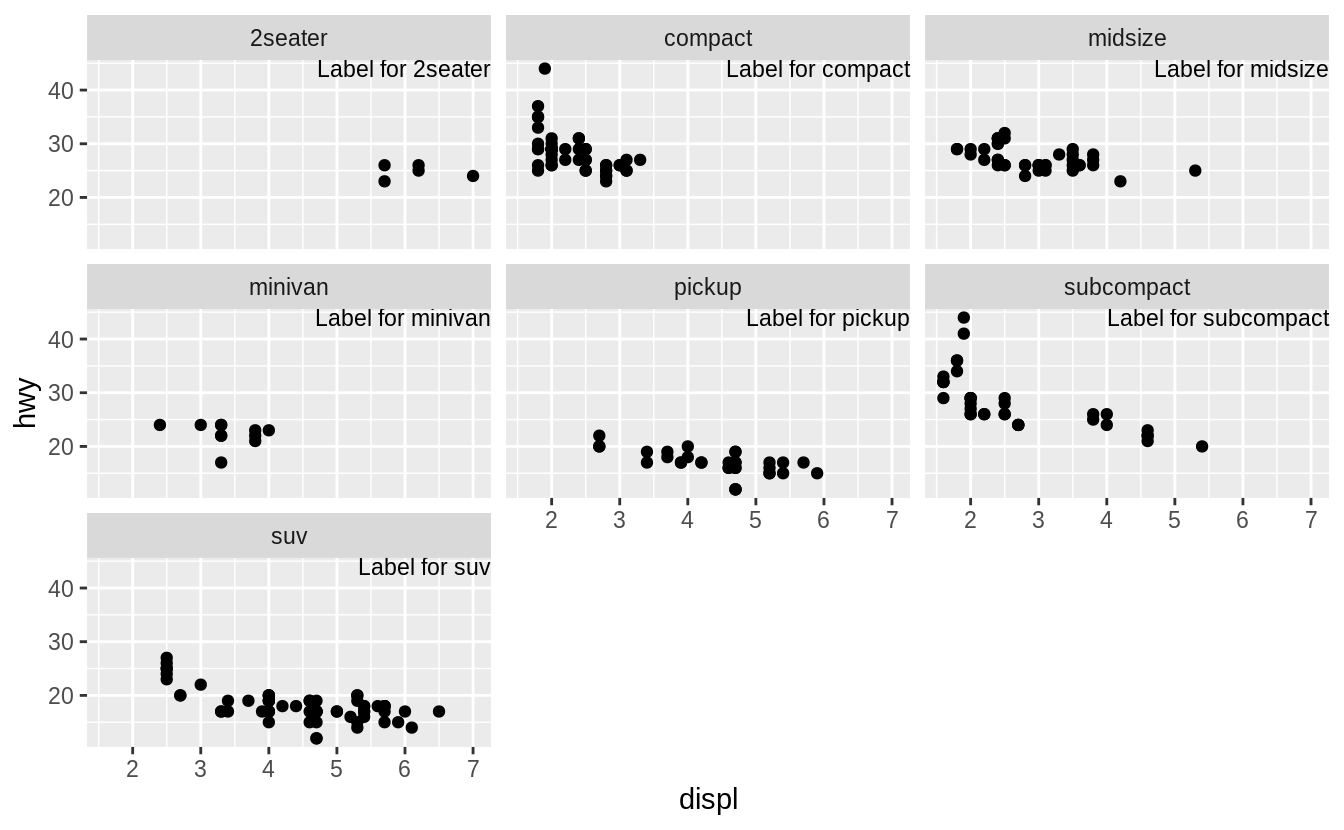 2seater compact midsize
Label for 2seater Label for compact Label for midsize
40
30
20
minivan pickup subcompact
Label for minivan Label for pickup Label for subcompact
40
30
20
hwy
2 3 4 5 6 7 2 3 4 5 6 7
suv
Label for suv
40
30
20
2 3 4 5 6 7
displ